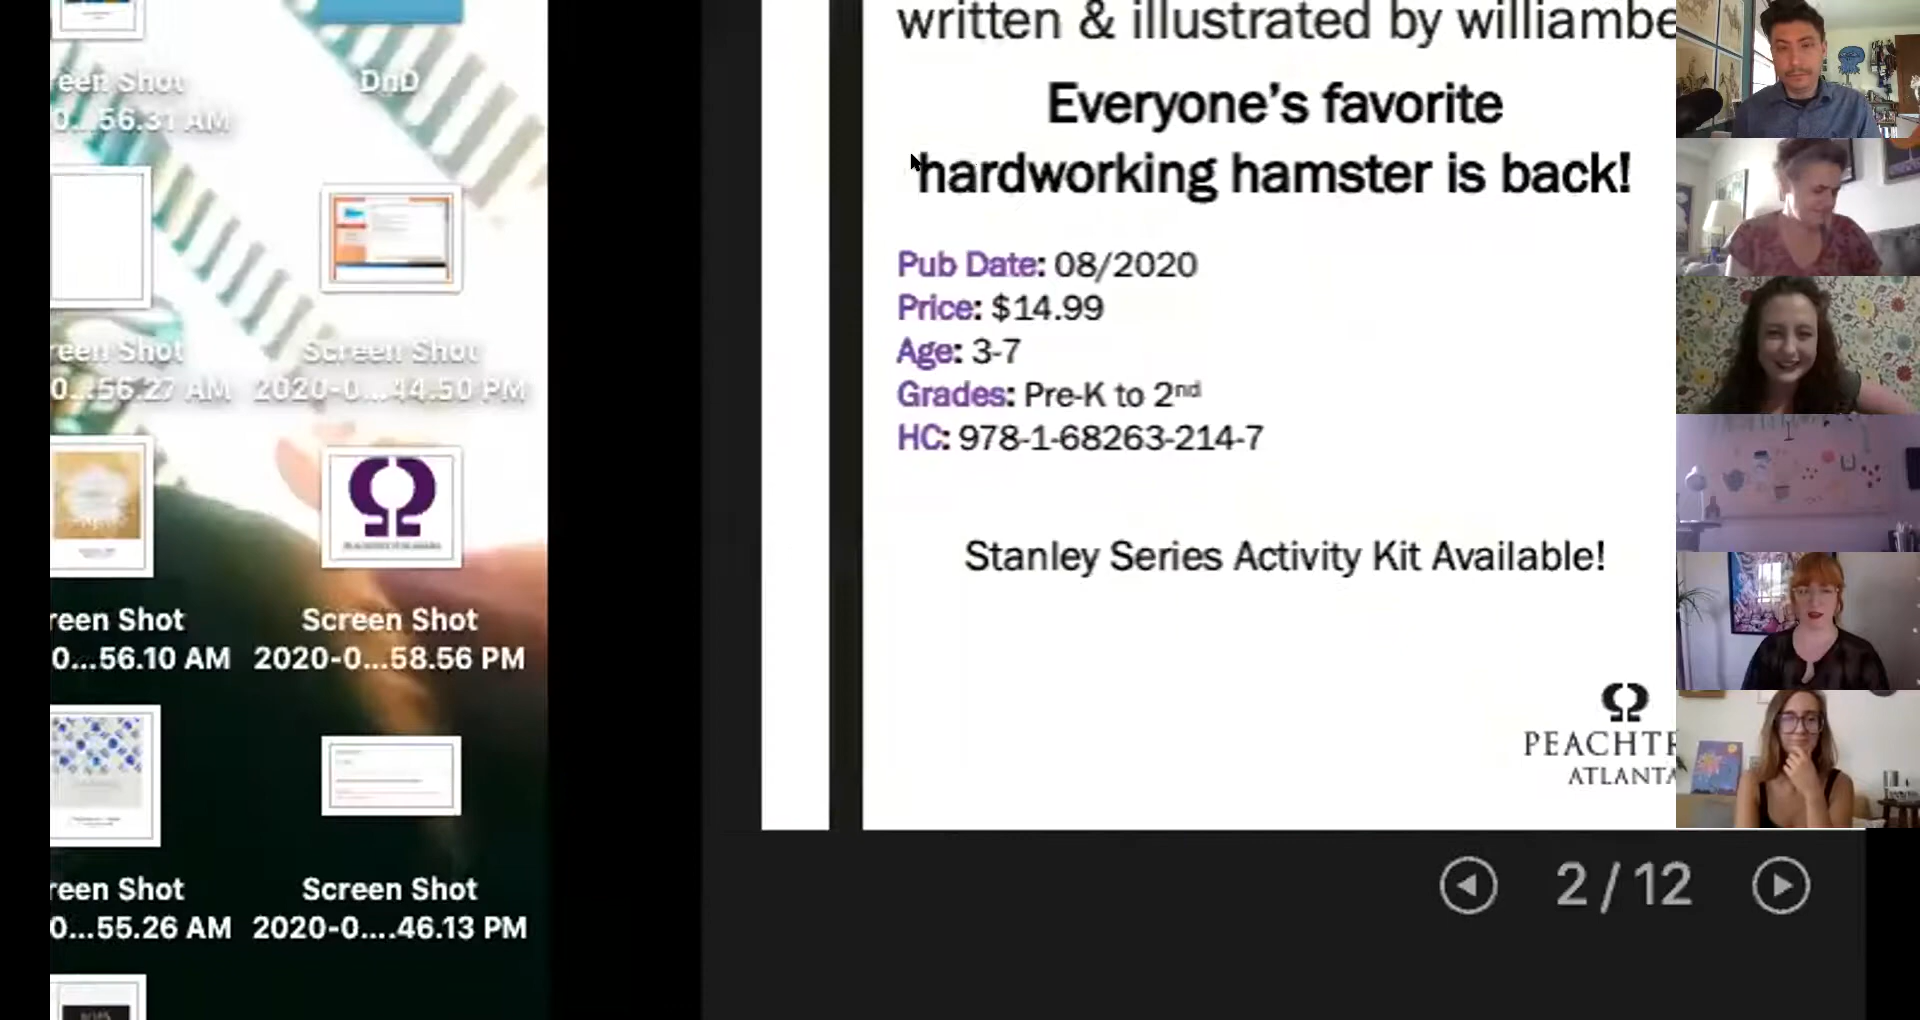 een Shot
0...56.31 AM
DnD
reen Shot
0...56.27 AM
Screen Shot
2020-0...44.50 PM
reen Shot
0...56.10 AM
Screen Shot
2020-0...58.56 PM
reen Shot
0...55.26 AM
Screen Shot
2020-0....46.13 PM
written & illustrated by williambe
Everyone’s favorite
hardworking hamster is back!
Pub Date: 08/2020
Price: $14.99
Age: 3-7
Grades: Pre-K to 2nd
HC: 978-1-68263-214-7
Stanley Series Activity Kit Available!
PEACHTR
ATLANTA
2 / 12